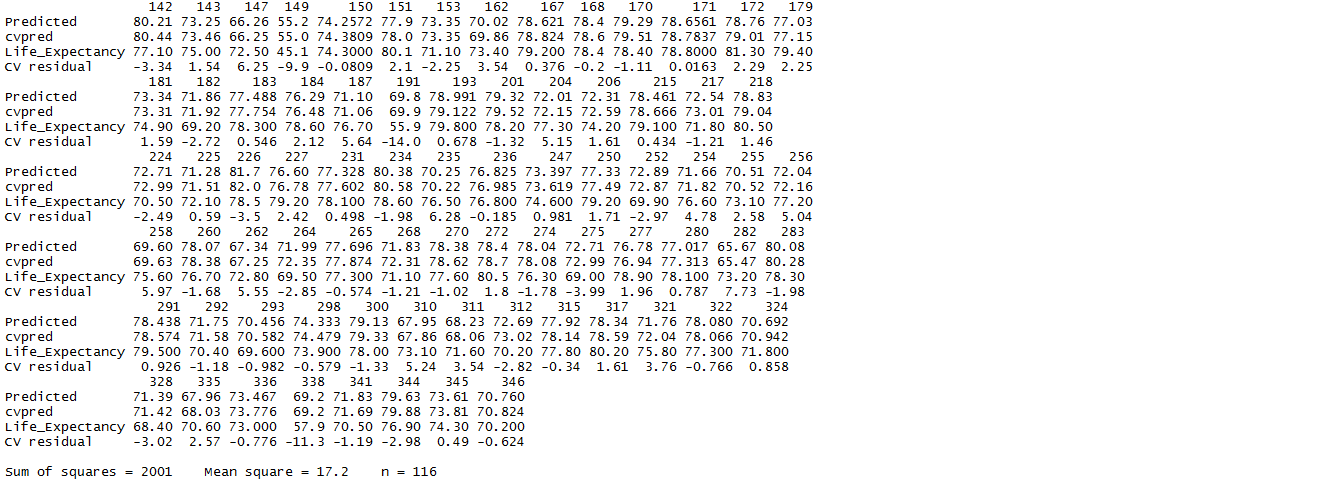 142 143 147 149 150 151 153 162 167 168 170 171 172 179
Predicted 80.21 73.25 66.26 55.2 74.2572 77.9 73.35 70.02 78.621 78.4 79.29 78.6561 78.76 77.03
cvpred 80.44 73.46 66.25 55.0 74.3809 78.0 73.35 69.86 78.824 78.6 79.51 78.7837 79.01 77.15
Life_Expectancy 77.10 75.00 72.50 45.1 74.3000 80.1 71.10 73.40 79.200 78.4 78.40 78.8000 81.30 79.40
CV residual -3.34 1.54 6.25 -9.9 -0.0809 2.1 -2.25 3.54 0.376 -0.2 -1.11 0.0163 2.29 2.25
181 182 183 184 187 191 193 201 204 206 215 217 218
Predicted 73.34 71.86 77.488 76.29 71.10 69.8 78.991 79.32 72.01 72.31 78.461 72.54 78.83
cvpred 73.31 71.92 77.754 76.48 71.06 69.9 79.122 79.52 72.15 72.59 78.666 73.01 79.04
Life_Expectancy 74.90 69.20 78.300 78.60 76.70 55.9 79.800 78.20 77.30 74.20 79.100 71.80 80.50
CV residual 1.59 -2.72 0.546 2.12 5.64 -14.0 0.678 -1.32 5.15 1.61 0.434 -1.21 1.46
224 225 226 227 231 234 235 236 247 250 252 254 255 256
Predicted 72.71 71.28 81.7 76.60 77.328 80.38 70.25 76.825 73.397 77.33 72.89 71.66 70.51 72.04
cvpred 72.99 71.51 82.0 76.78 77.602 80.58 70.22 76.985 73.619 77.49 72.87 71.82 70.52 72.16
Life_Expectancy 70.50 72.10 78.5 79.20 78.100 78.60 76.50 76.800 74.600 79.20 69.90 76.60 73.10 77.20
CV residual -2.49 0.59 -3.5 2.42 0.498 -1.98 6.28 -0.185 0.981 1.71 -2.97 4.78 2.58 5.04
258 260 262 264 265 268 270 272 274 275 277 280 282 283
Predicted 69.60 78.07 67.34 71.99 77.696 71.83 78.38 78.4 78.04 72.71 76.78 77.017 65.67 80.08
cvpred 69.63 78.38 67.25 72.35 77.874 72.31 78.62 78.7 78.08 72.99 76.94 77.313 65.47 80.28
Life_Expectancy 75.60 76.70 72.80 69.50 77.300 71.10 77.60 80.5 76.30 69.00 78.90 78.100 73.20 78.30
CV residual 5.97 -1.68 5.55 -2.85 -0.574 -1.21 -1.02 1.8 -1.78 -3.99 1.96 0.787 7.73 -1.98
291 292 293 298 300 310 311 312 315 317 321 322 324
Predicted 78.438 71.75 70.456 74.333 79.13 67.95 68.23 72.69 77.92 78.34 71.76 78.080 70.692
cvpred 78.574 71.58 70.582 74.479 79.33 67.86 68.06 73.02 78.14 78.59 72.04 78.066 70.942
Life_Expectancy 79.500 70.40 69.600 73.900 78.00 73.10 71.60 70.20 77.80 80.20 75.80 77.300 71.800
CV residual 0.926 -1.18 -0.982 -0.579 -1.33 5.24 3.54 -2.82 -0.34 1.61 3.76 -0.766 0.858
328 335 336 338 341 344 345 346
Predicted 71.39 67.96 73.467 69.2 71.83 79.63 73.61 70.760
cvpred 71.42 68.03 73.776 69.2 71.69 79.88 73.81 70.824
Life_Expectancy 68.40 70.60 73.000 57.9 70.50 76.90 74.30 70.200
CV residual -3.02 2.57 -0.776 -11.3 -1.19 -2.98 0.49 -0.624
Sum of squares = 2001 Mean square = 17.2 n = 116